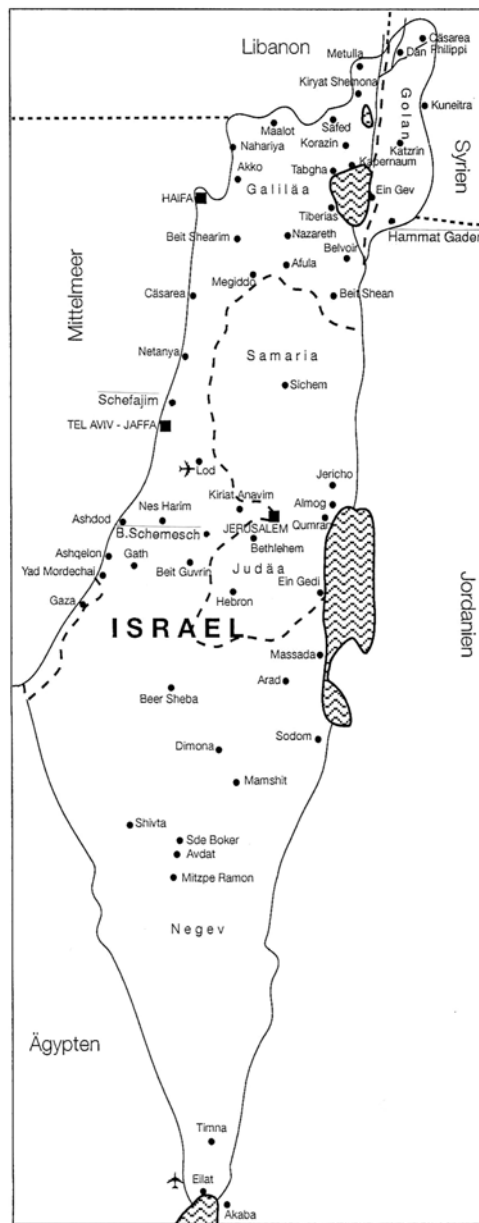 Libanon
Cäsarea
Philippi
Metulla
Dan
Kiryat Shemona
Golan
Kuneitra
Maalot
Safed
Syrien
Nahariya
Korazin
Katzrin
Tabgha
Kapernaum
Akko
Galiläa
Ein Gev
HAIFA
Tiberias
Hammat Gader
Beit Shearim
Nazareth
Belvoir
Mittelmeer
Afula
Megiddo
Cäsarea
Beit Shean
Netanya
Samaria
Sichem
Schefajim
TEL AVIV - JAFFA
Lod
Jericho
Kiriat Anavim
Almog
Nes Harim
Ashdod
JERUSALEM
Qumran
B.Schemesch
Bethlehem
Ashqelon
Gath
Beit Guvrin
Judäa
Yad Mordechai
Ein Gedi
Jordanien
Gaza
Hebron
ISRAEL
Massada
Arad
Beer Sheba
Sodom
Dimona
Mamshit
Shivta
Sde Boker
Avdat
Mitzpe Ramon
Negev
Ägypten
Timna
Eilat
Akaba